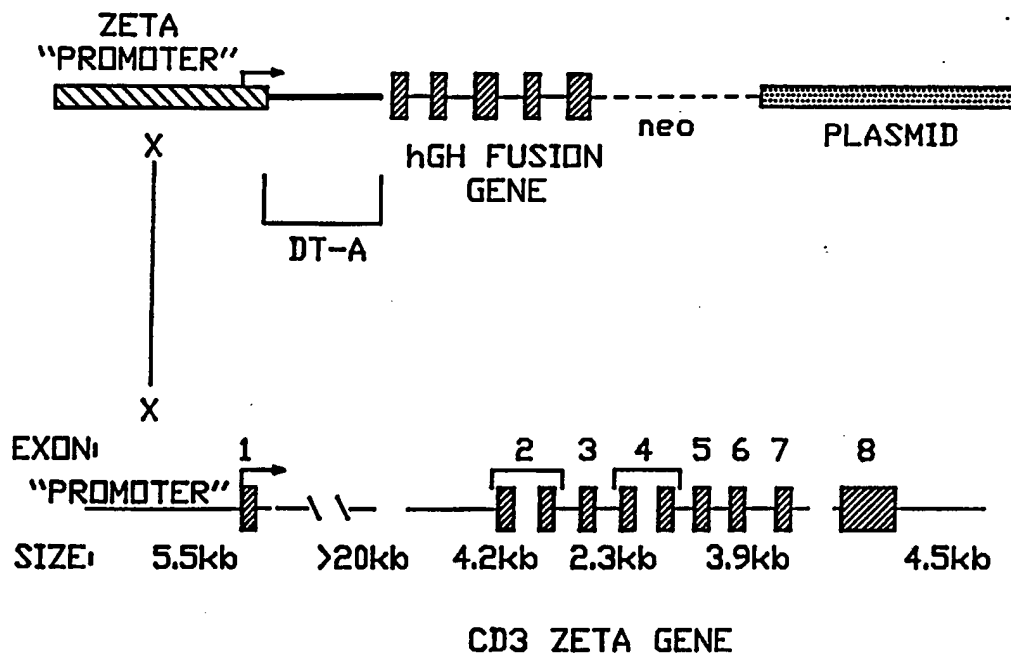 ZETA
"PROMOTER"
neo
PLASMID
hGH FUSION
GENE
DT-A
X
X
EXON: 1 2 3 4 5 6 7 8
"PROMOTER"
SIZE: 5.5kb >20kb 4.2kb 2.3kb 3.9kb 4.5kb
CD3 ZETA GENE